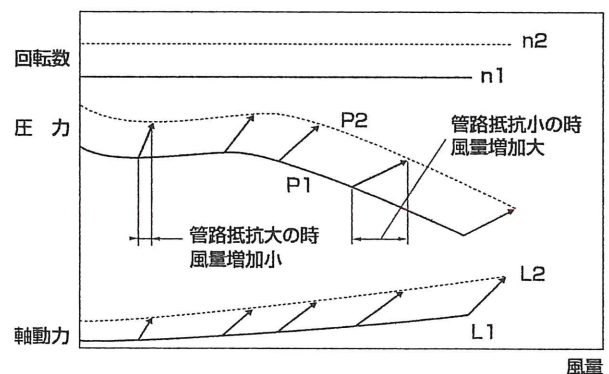 n2
回転数
n1
圧 力
P2
管路抵抗小の時
風量増加大
P1
管路抵抗大の時
風量増加小
L2
軸動力
L1
風量